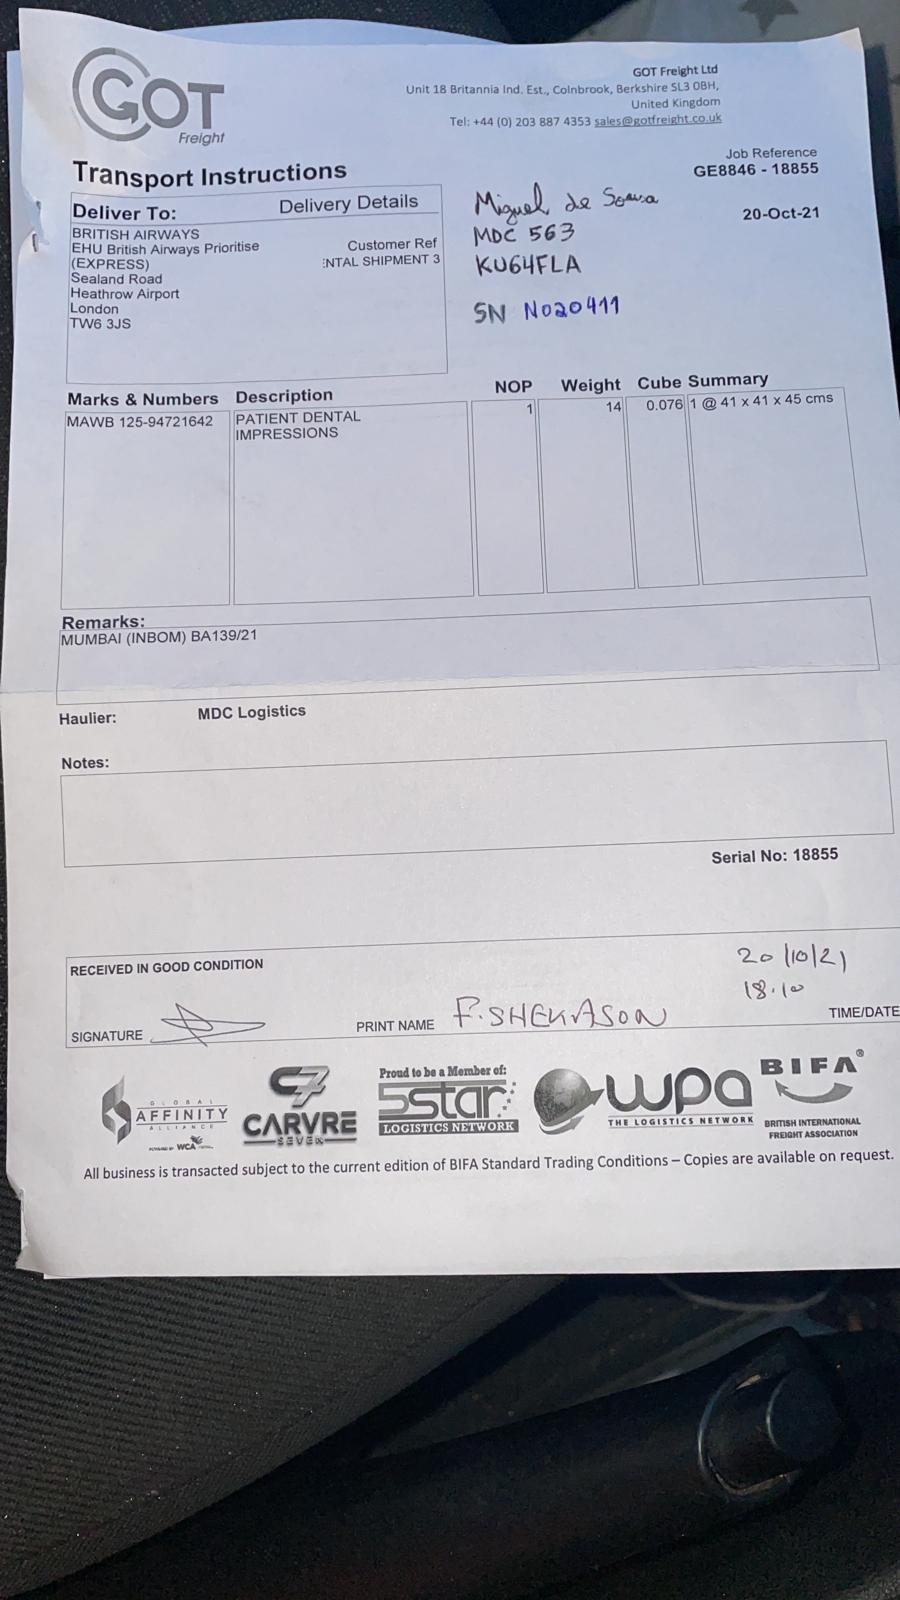 GOT
Freight
GOT Freight Ltd
Unit 18 Britannia Ind. Est., Colnbrook, Berkshire SL3 0BH,
United Kingdom
Tel: +44 (0) 203 887 4353 sales@gotfreight.co.uk
Transport Instructions
Job Reference
GE8846 - 18855
20-Oct-21
Deliver To:
Delivery Details
BRITISH AIRWAYS
EHU British Airways Prioritise
(EXPRESS)
Sealand Road
Heathrow Airport
London
TW6 3JS
Customer Ref
:NTAL SHIPMENT 3
Miguel de Sousa
MDC 563
KU64FLA
SN N020411
Marks & Numbers Description NOP Weight Cube Summary
MAWB 125-94721642 PATIENT DENTAL 1 14 0.076 1 @ 41 x 41 x 45 cms
IMPRESSIONS
Remarks:
MUMBAI (INBOM) BA139/21
Haulier: MDC Logistics
Notes:
Serial No: 18855
RECEIVED IN GOOD CONDITION
20/10/21
18.10
SIGNATURE
PRINT NAME
TIME/DATE
GLOBAL
AFFINITY
ALLIANCE
POWERED BY WCA
C7
CARVRE
SEVEN
Proud to be a Member of:
5star
LOGISTICS NETWORK
wpa
THE LOGISTICS NETWORK
BIFA®
BRITISH INTERNATIONAL
FREIGHT ASSOCIATION
All business is transacted subject to the current edition of BIFA Standard Trading Conditions – Copies are available on request.